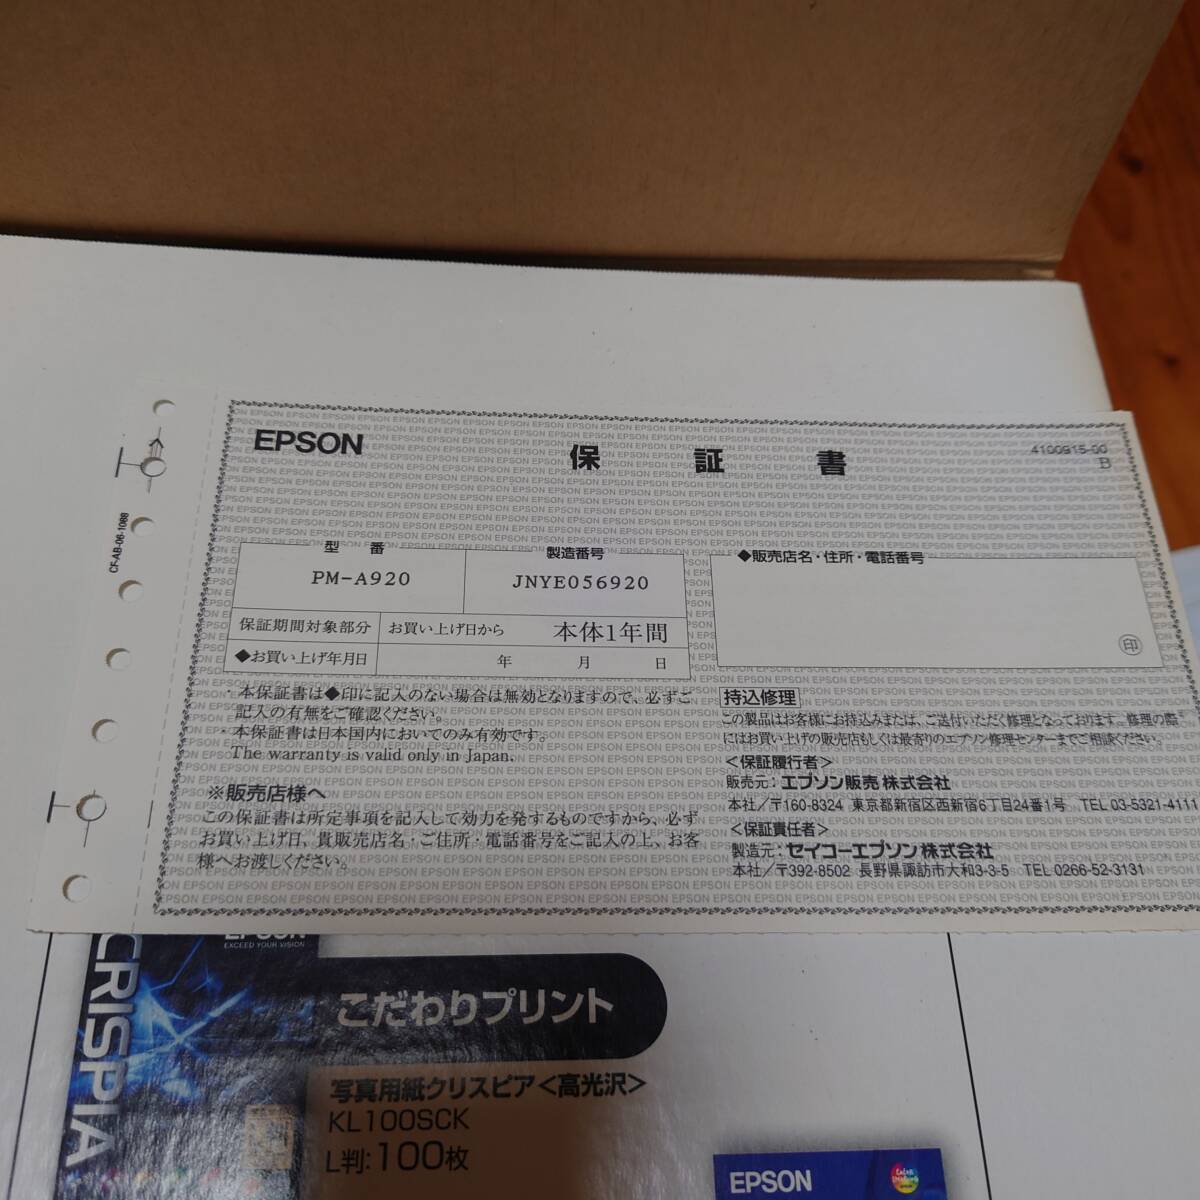 EPSON
保証書
4100915-00
B
CF-AB-06-1088
型番
PM-A920
製造番号
JNYE056920
保証期間対象部分
お買い上げ日から 本体1年間
◆お買い上げ年月日
年 月 日
◆販売店名・住所・電話番号
印
・本保証書は◆印に記入のない場合は無効となりますので、必ずご
記入の有無をご確認ください。
・本保証書は日本国内においてのみ有効です。
The warranty is valid only in Japan.
※販売店様へ
この保証書は所定事項を記入して効力を発するものですから、必ず
お買い上げ日、貴販売店名・ご住所・電話番号をご記入の上、お客
様へお渡しください。
持込修理
この製品はお客様にお持込みまたは、ご送付いただく修理となっております。修理の際
にはお買い上げの販売店もしくは最寄りのエプソン修理センターまでご相談ください。
<保証履行者>
販売元：エプソン販売株式会社
本社／〒160-8324 東京都新宿区西新宿6丁目24番1号 TEL 03-5321-4111
<保証責任者>
製造元：セイコーエプソン株式会社
本社／〒392-8502 長野県諏訪市大和3-3-5 TEL 0266-52-3131
EPSON
EXCEED YOUR VISION
CRISPIA
こだわりプリント
写真用紙クリスピア<高光沢>
KL100SCK
L判:100枚
EPSON